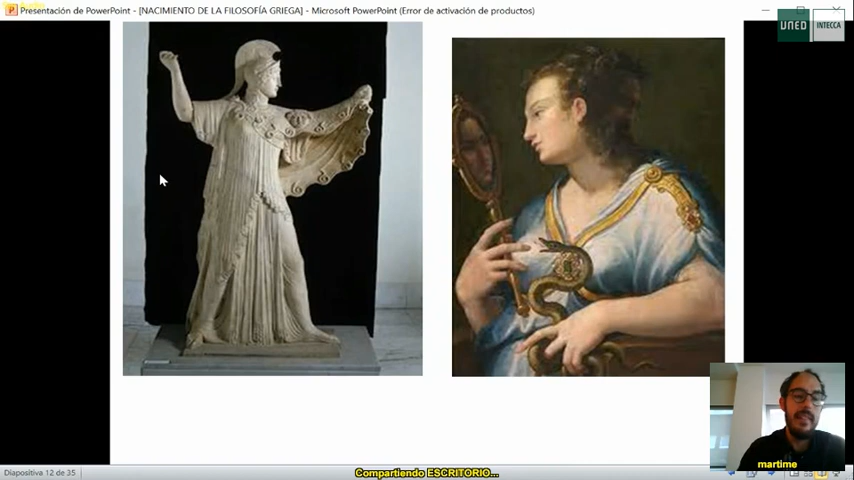 Presentación de PowerPoint - [NACIMIENTO DE LA FILOSOFÍA GRIEGA] - Microsoft PowerPoint (Error de activación de productos)
UNED
INTECCA
martime
Diapositiva 12 de 35
Compartiendo ESCRITORIO...